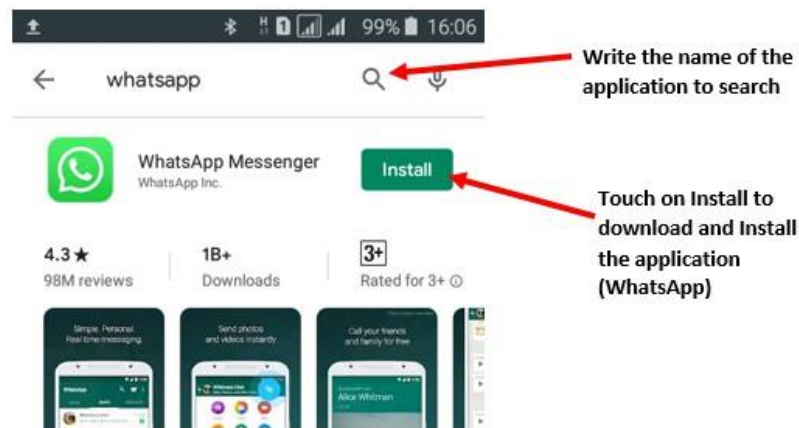 99% 16:06
whatsapp
Write the name of the
application to search
WhatsApp Messenger
WhatsApp Inc.
Install
Touch on Install to
download and Install
the application
(WhatsApp)
4.3★
98M reviews
1B+
Downloads
3+
Rated for 3+
Simple. Personal.
Real time messaging.
Send photos
and videos instantly
Call your friends
and family for free
WhatsApp
Alice Whitman